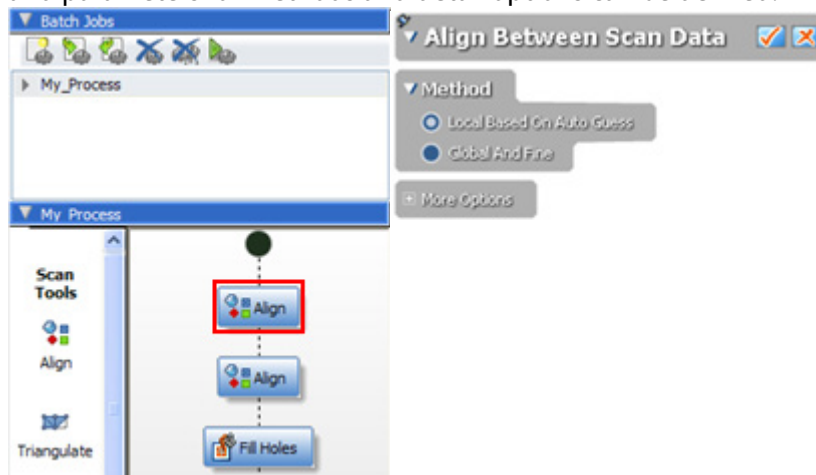 Batch Jobs
My_Process
My Process
Scan
Tools
Align
Triangulate
Align
Align
Fill Holes
Align Between Scan Data
Method
Local Based On Auto Guess
Global And Fine
More Options